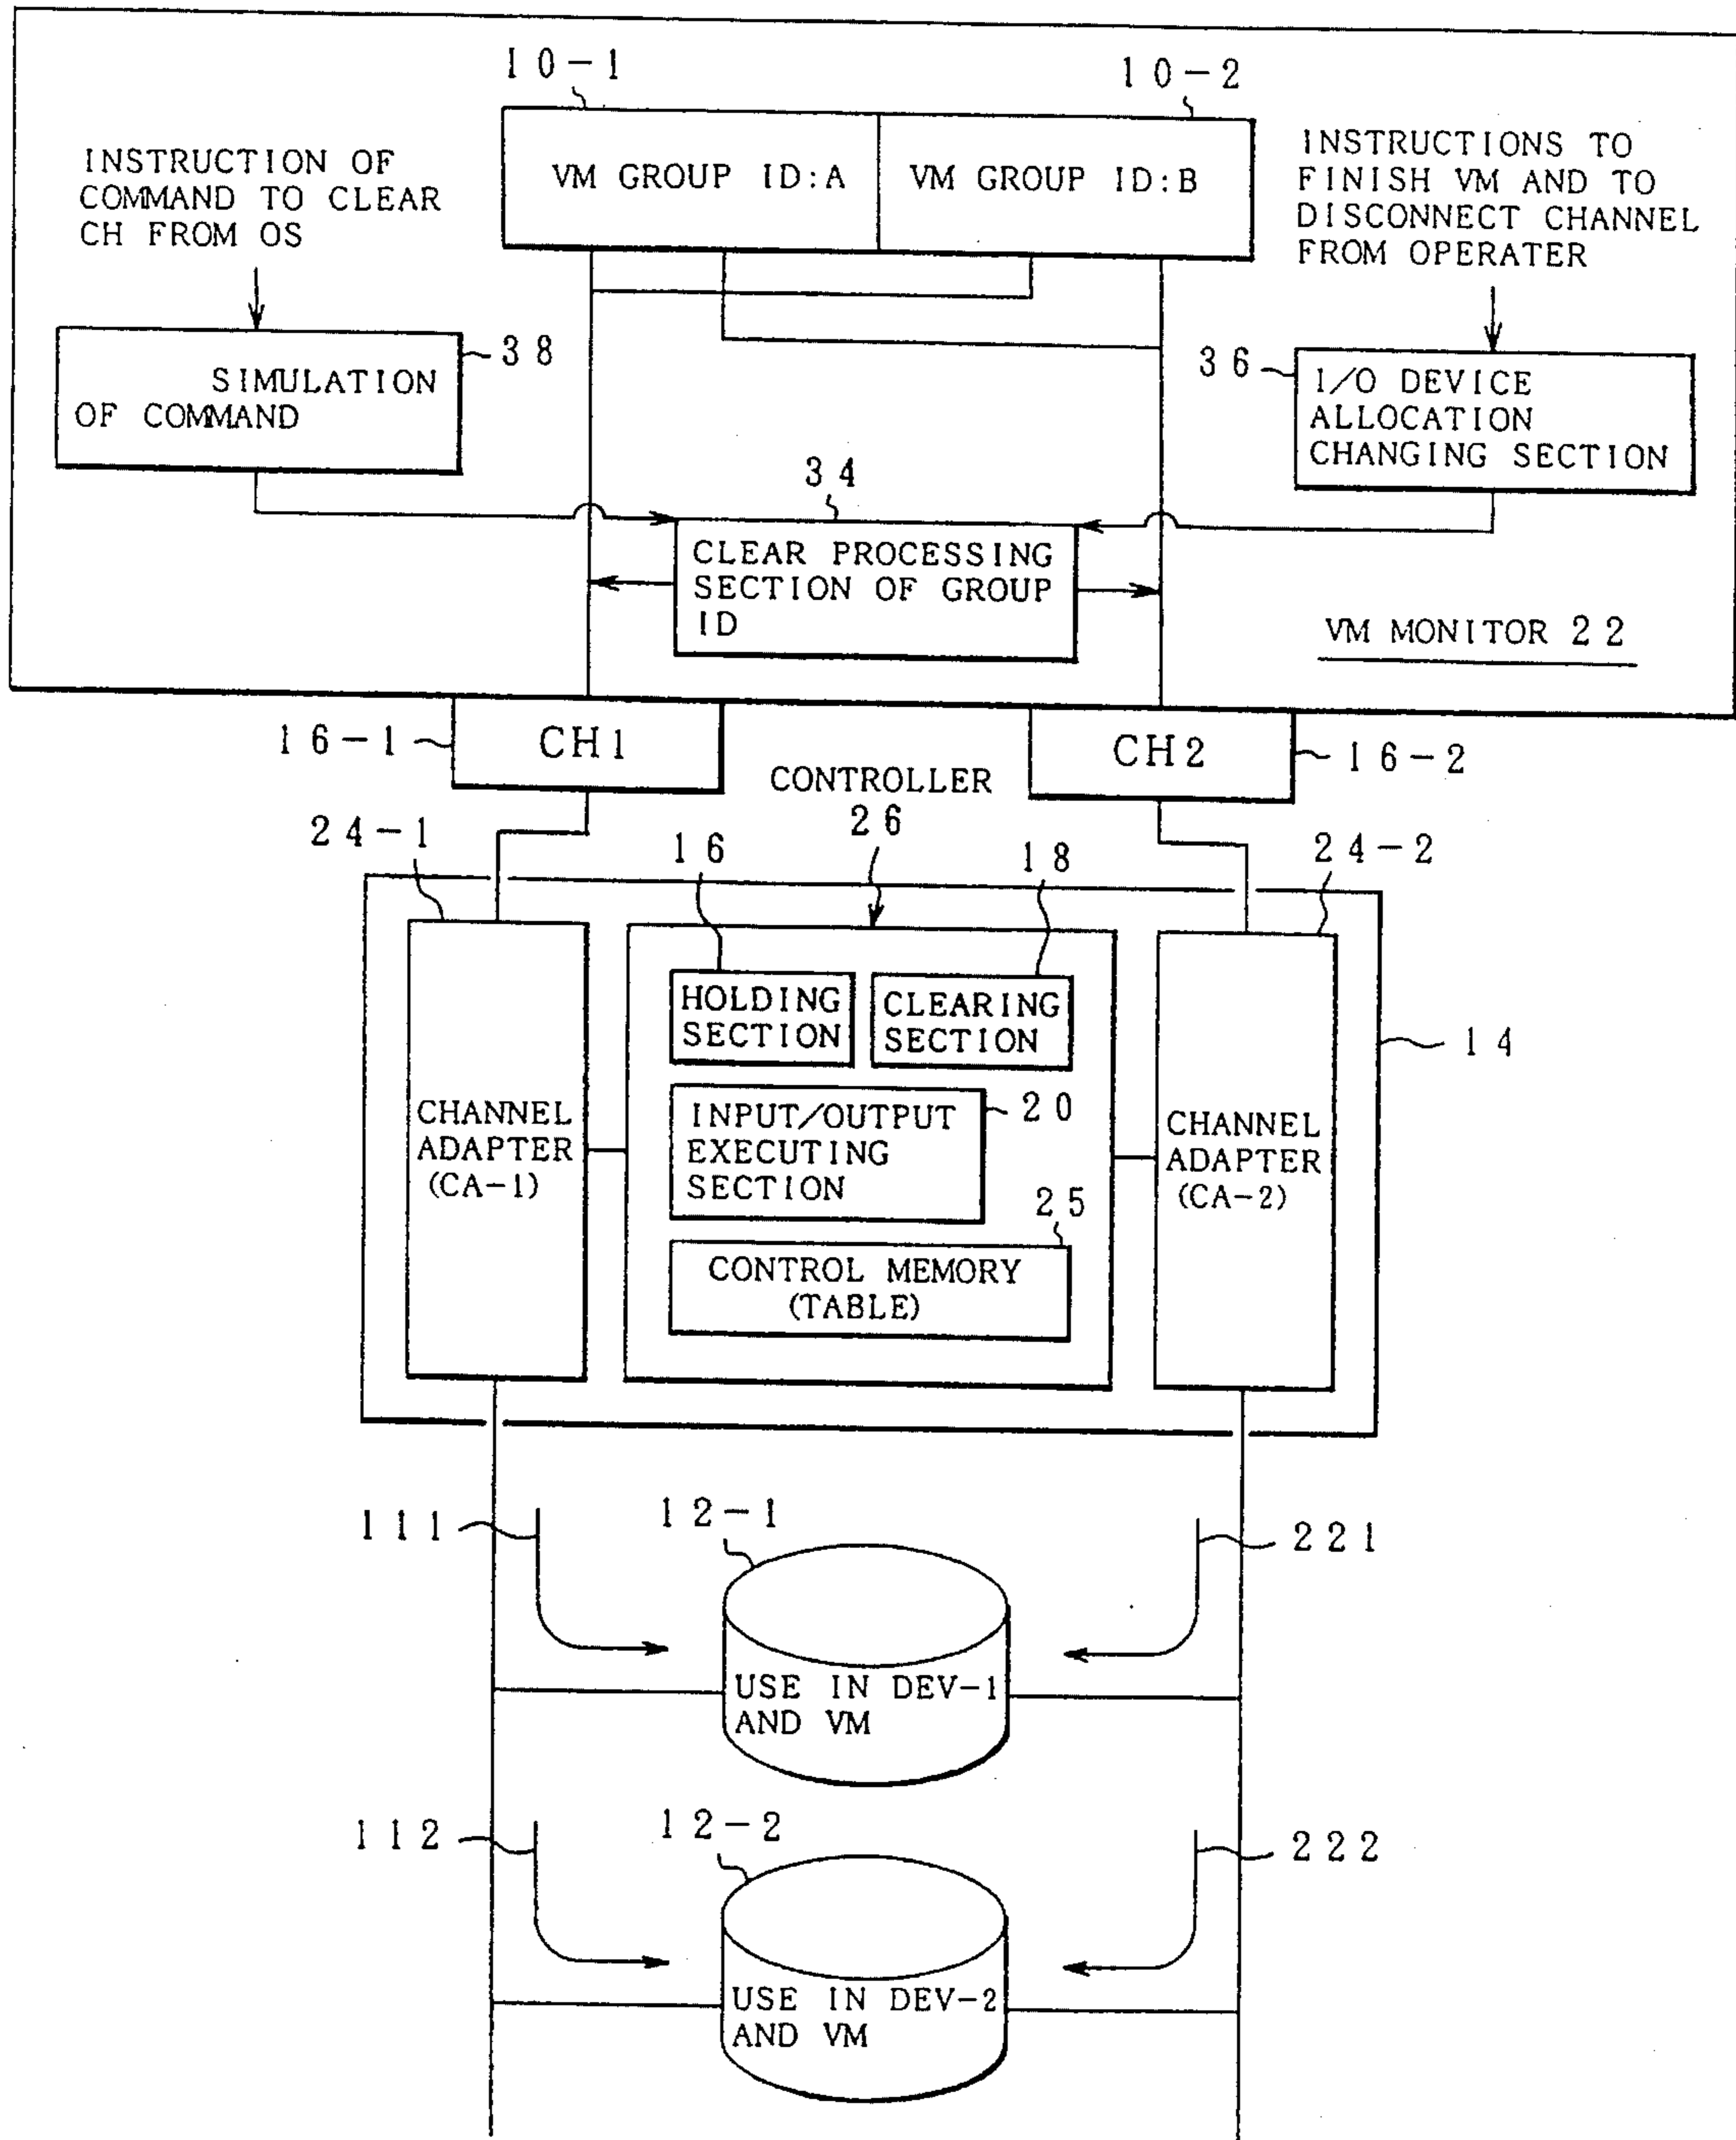 10-1
10-2
INSTRUCTION OF
COMMAND TO CLEAR
CH FROM OS
VM GROUP ID:A
VM GROUP ID:B
INSTRUCTIONS TO
FINISH VM AND TO
DISCONNECT CHANNEL
FROM OPERATER
38
SIMULATION
OF COMMAND
36
I/O DEVICE
ALLOCATION
CHANGING SECTION
34
CLEAR PROCESSING
SECTION OF GROUP
ID
VM MONITOR 22
16-1
CH1
CH2
16-2
CONTROLLER
26
24-1
16
18
24-2
HOLDING
SECTION
CLEARING
SECTION
14
CHANNEL
ADAPTER
(CA-1)
INPUT/OUTPUT
EXECUTING
SECTION
20
CHANNEL
ADAPTER
(CA-2)
25
CONTROL MEMORY
(TABLE)
111
12-1
221
USE IN DEV-1
AND VM
112
12-2
222
USE IN DEV-2
AND VM